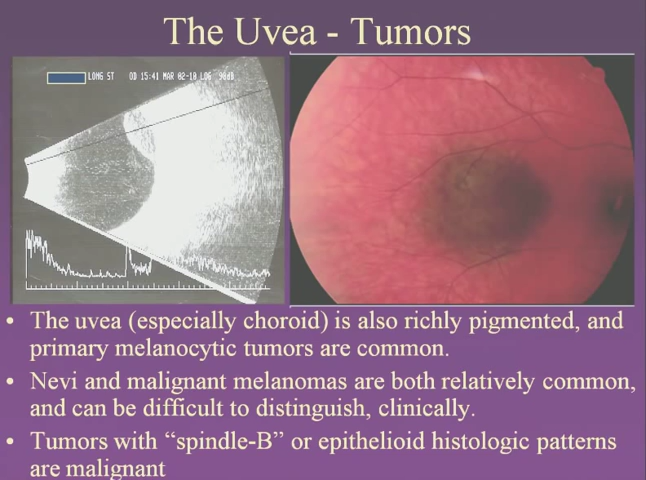 The Uvea - Tumors
LONG ST OD 15:41 MAR 02-10 LOG 90dB
• The uvea (especially choroid) is also richly pigmented, and
primary melanocytic tumors are common.
• Nevi and malignant melanomas are both relatively common,
and can be difficult to distinguish, clinically.
• Tumors with “spindle-B” or epithelioid histologic patterns
are malignant